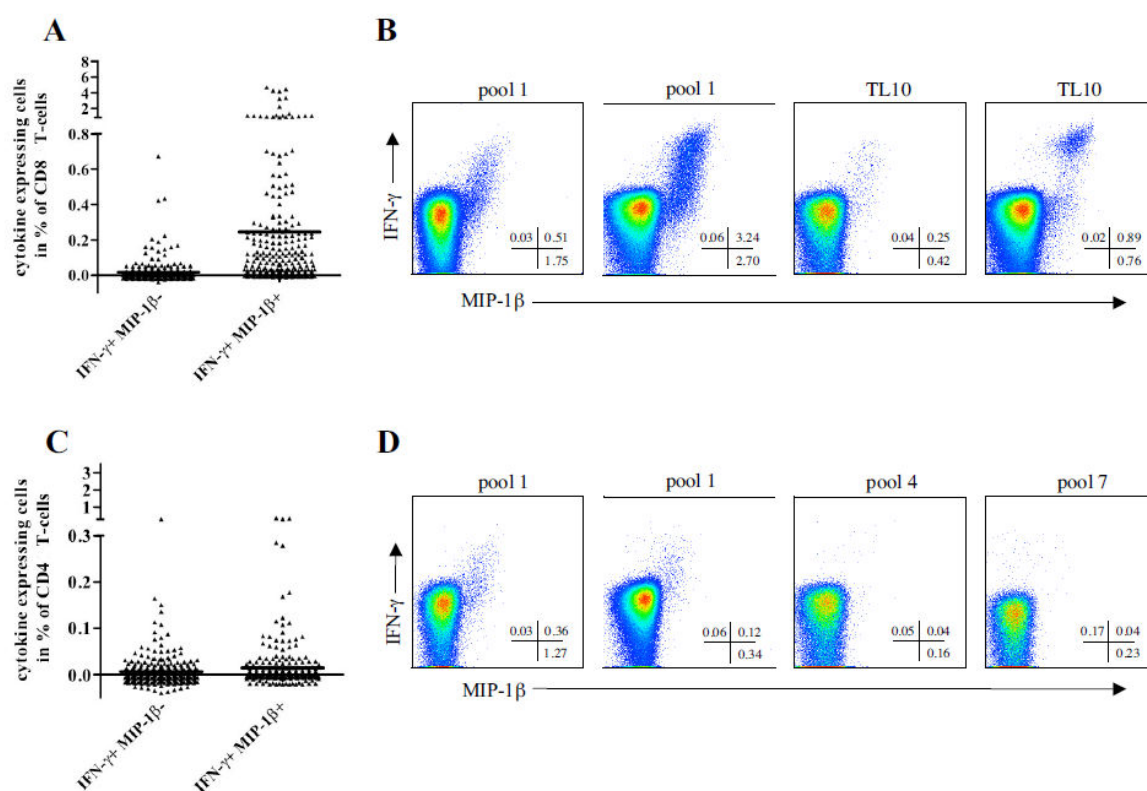 A
cytokine expressing cells
in % of CD8 T-cells
8
6
4
2
0.8
0.6
0.4
0.2
0.0
IFN-γ+ MIP-1β-
IFN-γ+ MIP-1β+
B
pool 1
pool 1
TL10
TL10
IFN-γ
0.03 0.51
1.75
0.06 3.24
2.70
0.04 0.25
0.42
0.02 0.89
0.76
MIP-1β
C
cytokine expressing cells
in % of CD4 T-cells
3
2
1
0.3
0.2
0.1
0.0
IFN-γ+ MIP-1β-
IFN-γ+ MIP-1β+
D
pool 1
pool 1
pool 4
pool 7
IFN-γ
0.03 0.36
1.27
0.06 0.12
0.34
0.05 0.04
0.16
0.17 0.04
0.23
MIP-1β